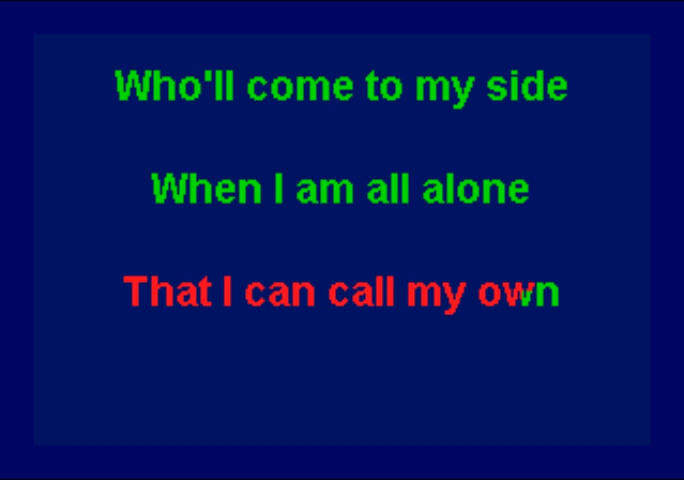 Who'll come to my side
When I am all alone
That I can call my own